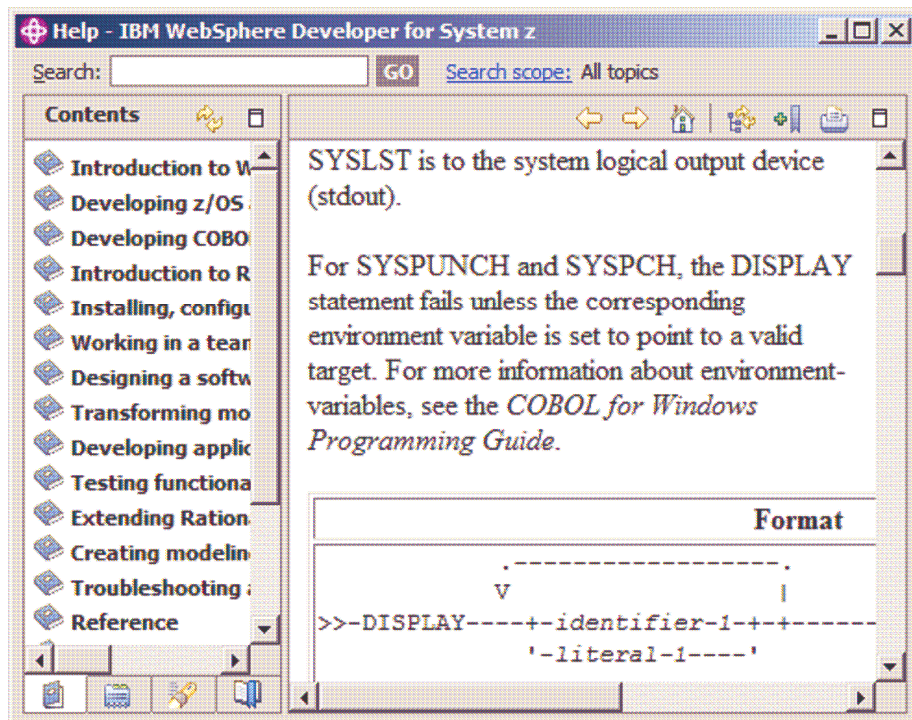 Help - IBM WebSphere Developer for System z
Search: GO Search scope: All topics
Contents
Introduction to W
Developing z/OS
Developing COBO
Introduction to R
Installing, configu
Working in a tean
Designing a softw
Transforming mo
Developing applic
Testing functiona
Extending Ration
Creating modelin
Troubleshooting
Reference
SYSLST is to the system logical output device
(stdout).
For SYSPUNCH and SYSPCH, the DISPLAY
statement fails unless the corresponding
environment variable is set to point to a valid
target. For more information about environment-
variables, see the COBOL for Windows
Programming Guide.
Format
.-------------------.
V                   |
>>-DISPLAY----+-identifier-1-+-+------
'-literal-1----'